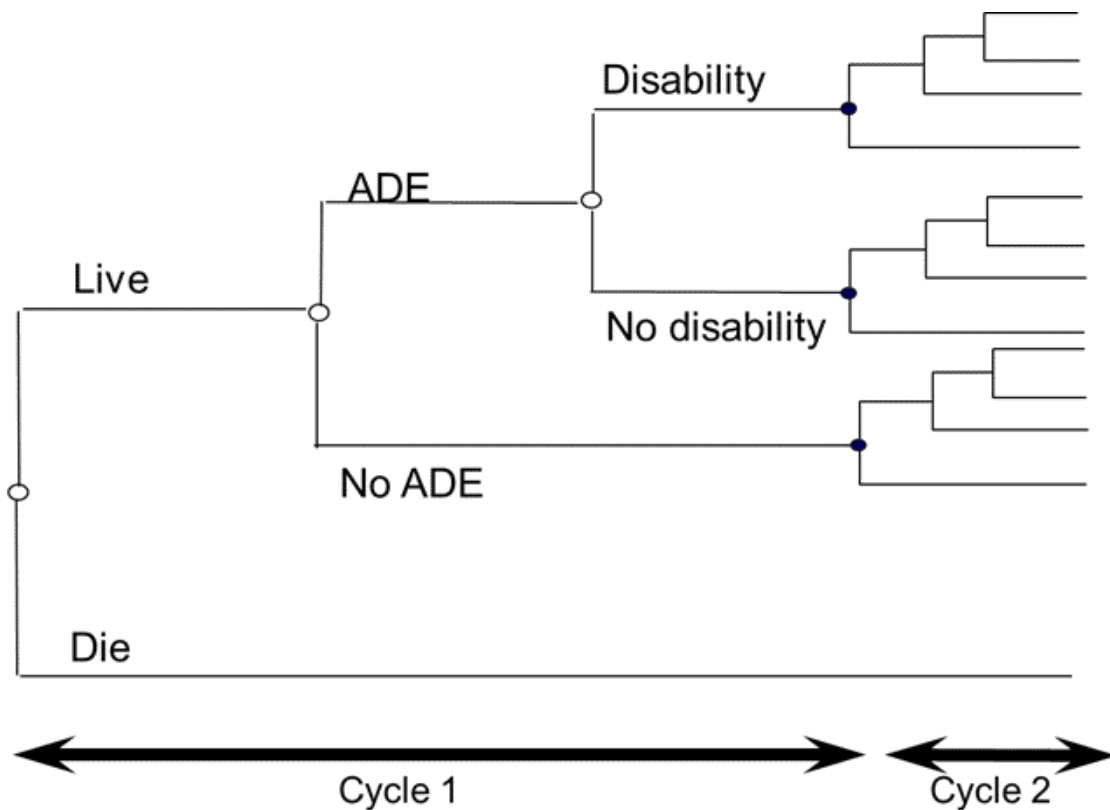 Disability
ADE
Live
No disability
No ADE
Die
Cycle 1
Cycle 2